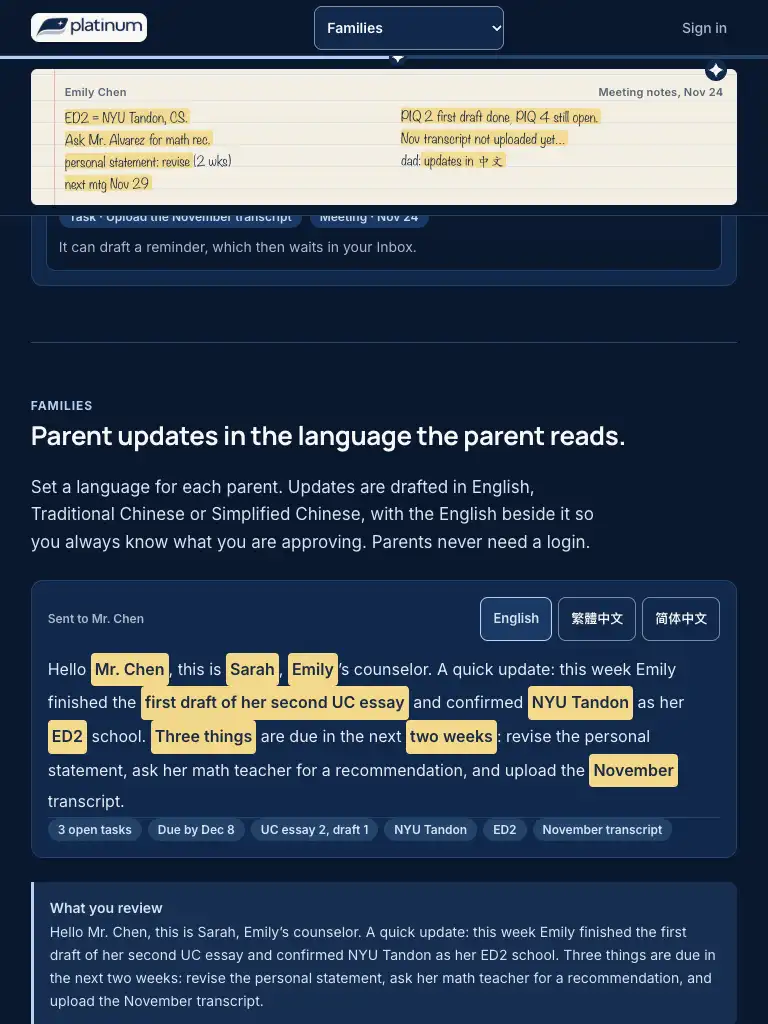 platinum
Families
Sign in
Emily Chen
Meeting notes, Nov 24
ED2 = NYU Tandon, CS.
Ask Mr. Alvarez for math rec.
personal statement: revise (2 wks)
next mtg Nov 29
PIQ 2 first draft done. PIQ 4 still open.
Nov transcript not uploaded yet...
dad: updates in 中文
Task · Upload the November transcript
Meeting · Nov 24
It can draft a reminder, which then waits in your Inbox.
FAMILIES
Parent updates in the language the parent reads.
Set a language for each parent. Updates are drafted in English,
Traditional Chinese or Simplified Chinese, with the English beside it so
you always know what you are approving. Parents never need a login.
Sent to Mr. Chen
English
繁體中文
简体中文
Hello Mr. Chen, this is Sarah, Emily’s counselor. A quick update: this week Emily
finished the first draft of her second UC essay and confirmed NYU Tandon as her
ED2 school. Three things are due in the next two weeks: revise the personal
statement, ask her math teacher for a recommendation, and upload the November
transcript.
3 open tasks
Due by Dec 8
UC essay 2, draft 1
NYU Tandon
ED2
November transcript
What you review
Hello Mr. Chen, this is Sarah, Emily’s counselor. A quick update: this week Emily finished the first
draft of her second UC essay and confirmed NYU Tandon as her ED2 school. Three things are due in
the next two weeks: revise the personal statement, ask her math teacher for a recommendation, and
upload the November transcript.